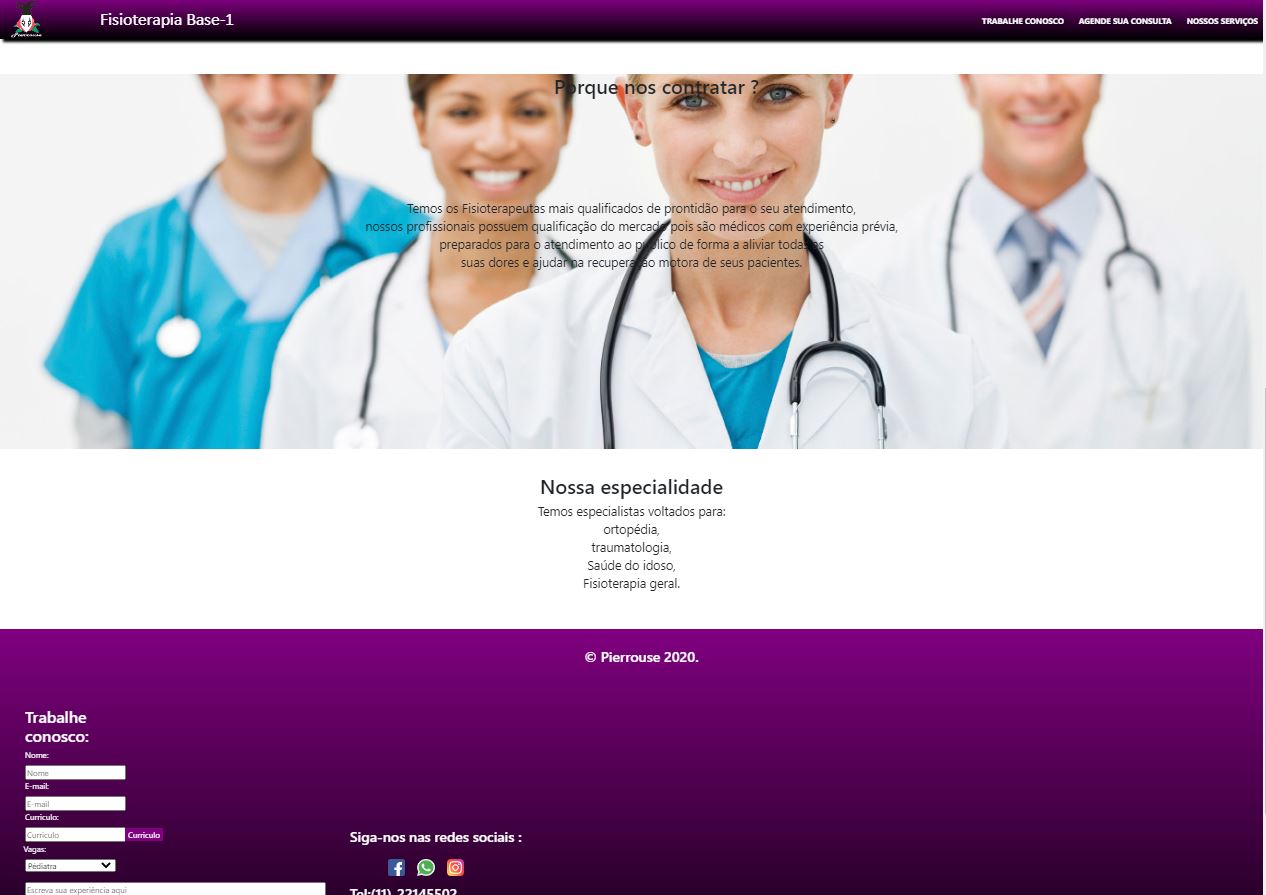 Pierrouse
Fisioterapia Base-1
TRABALHE CONOSCO AGENDE SUA CONSULTA NOSSOS SERVIÇOS
Porque nos contratar ?
Temos os Fisioterapeutas mais qualificados de prontidão para o seu atendimento,
nossos profissionais possuem qualificação do mercado pois são médicos com experiência prévia,
preparados para o atendimento ao publico de forma a aliviar todas as
suas dores e ajudar na recuperação motora de seus pacientes.
Nossa especialidade
Temos especialistas voltados para:
ortopédia,
traumatologia,
Saúde do idoso,
Fisioterapia geral.
© Pierrouse 2020.
Trabalhe
conosco:
Nome:
Nome
E-mail:
E-mail
Curriculo:
Curriculo Curriculo
Vagas:
Pédiatra
Escreva sua experiência aqui
Siga-nos nas redes sociais :
Tel:(11) 22145502